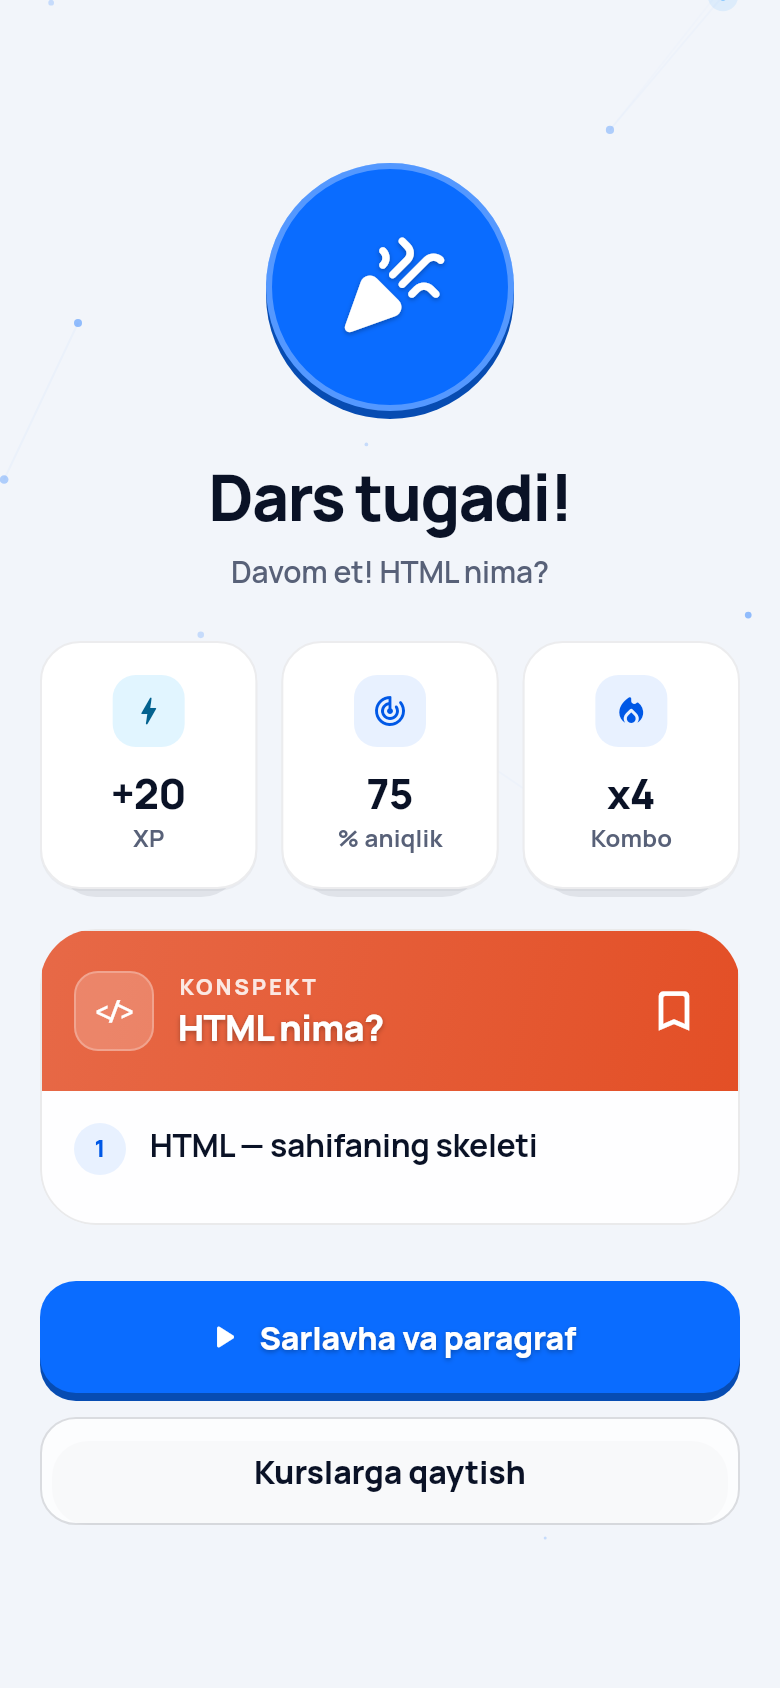 Dars tugadi!
Davom et! HTML nima?
+20
XP
75
% aniqlik
x4
Kombo
</>
KONSPEKT
HTML nima?
1
HTML — sahifaning skeleti
Sarlavha va paragraf
Kurslarga qaytish